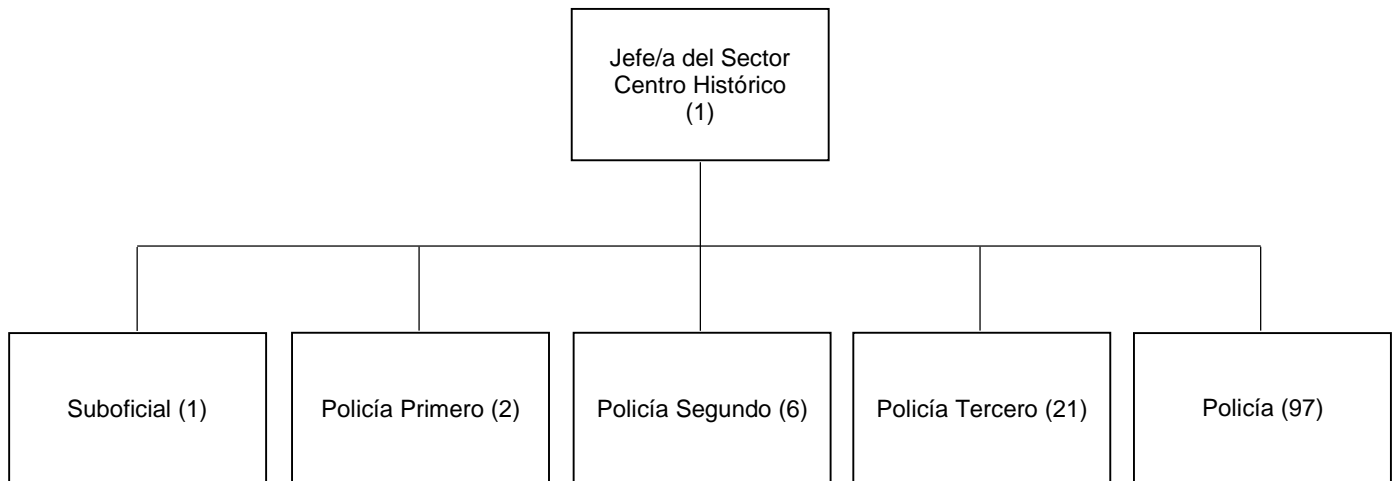 Jefe/a del Sector
Centro Histórico
(1)
Suboficial (1)
Policía Primero (2)
Policía Segundo (6)
Policía Tercero (21)
Policía (97)